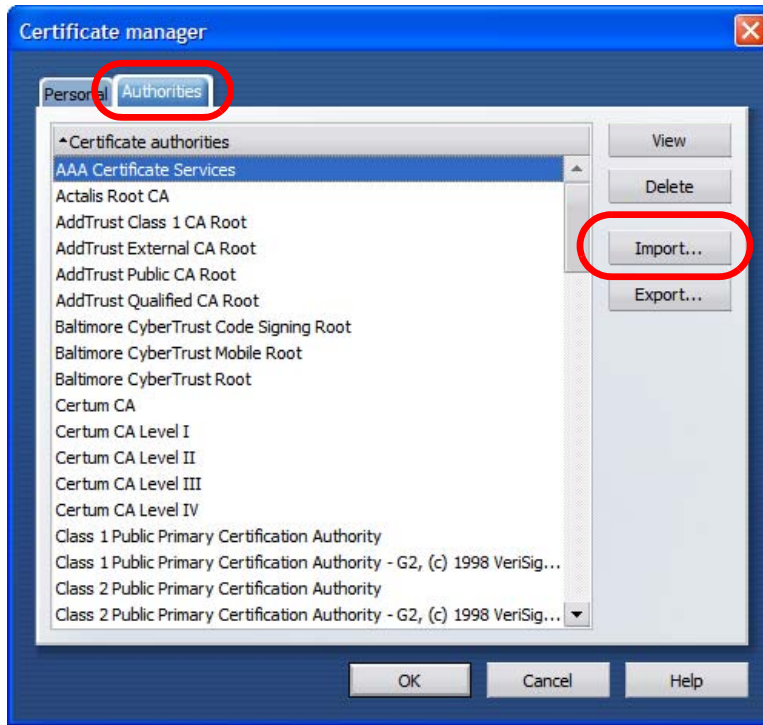 Certificate manager
Personal
Authorities
Certificate authorities
View
AAA Certificate Services
Delete
Actalis Root CA
AddTrust Class 1 CA Root
AddTrust External CA Root
Import...
AddTrust Public CA Root
AddTrust Qualified CA Root
Export...
Baltimore CyberTrust Code Signing Root
Baltimore CyberTrust Mobile Root
Baltimore CyberTrust Root
Certum CA
Certum CA Level I
Certum CA Level II
Certum CA Level III
Certum CA Level IV
Class 1 Public Primary Certification Authority
Class 1 Public Primary Certification Authority - G2, (c) 1998 VeriSig...
Class 2 Public Primary Certification Authority
Class 2 Public Primary Certification Authority - G2, (c) 1998 VeriSig...
OK
Cancel
Help